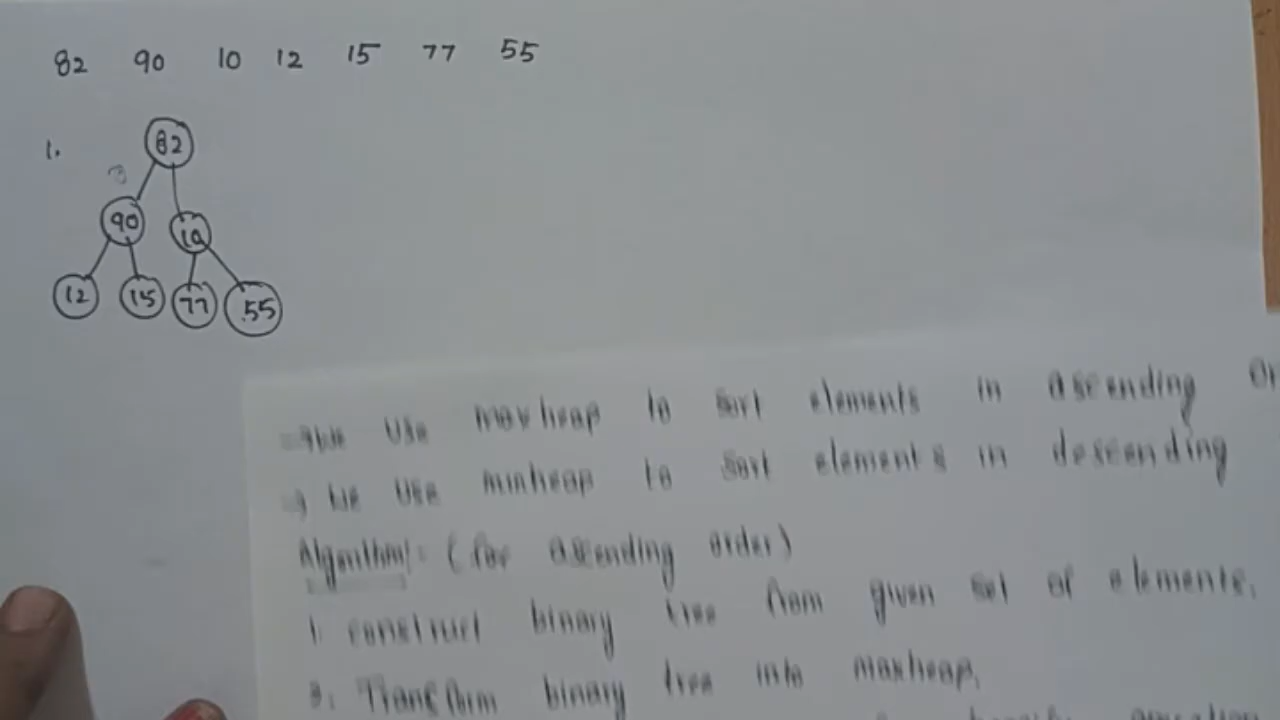 82 90 10 12 15 77 55
1.
82
90 10
12 15 77 55
→ We use maxheap to sort elements in ascending or
→ we use minheap to sort elements in descending
Algorithm:- (for ascending order)
1. construct binary tree from given set of elements.
2. Transform binary tree into maxheap.